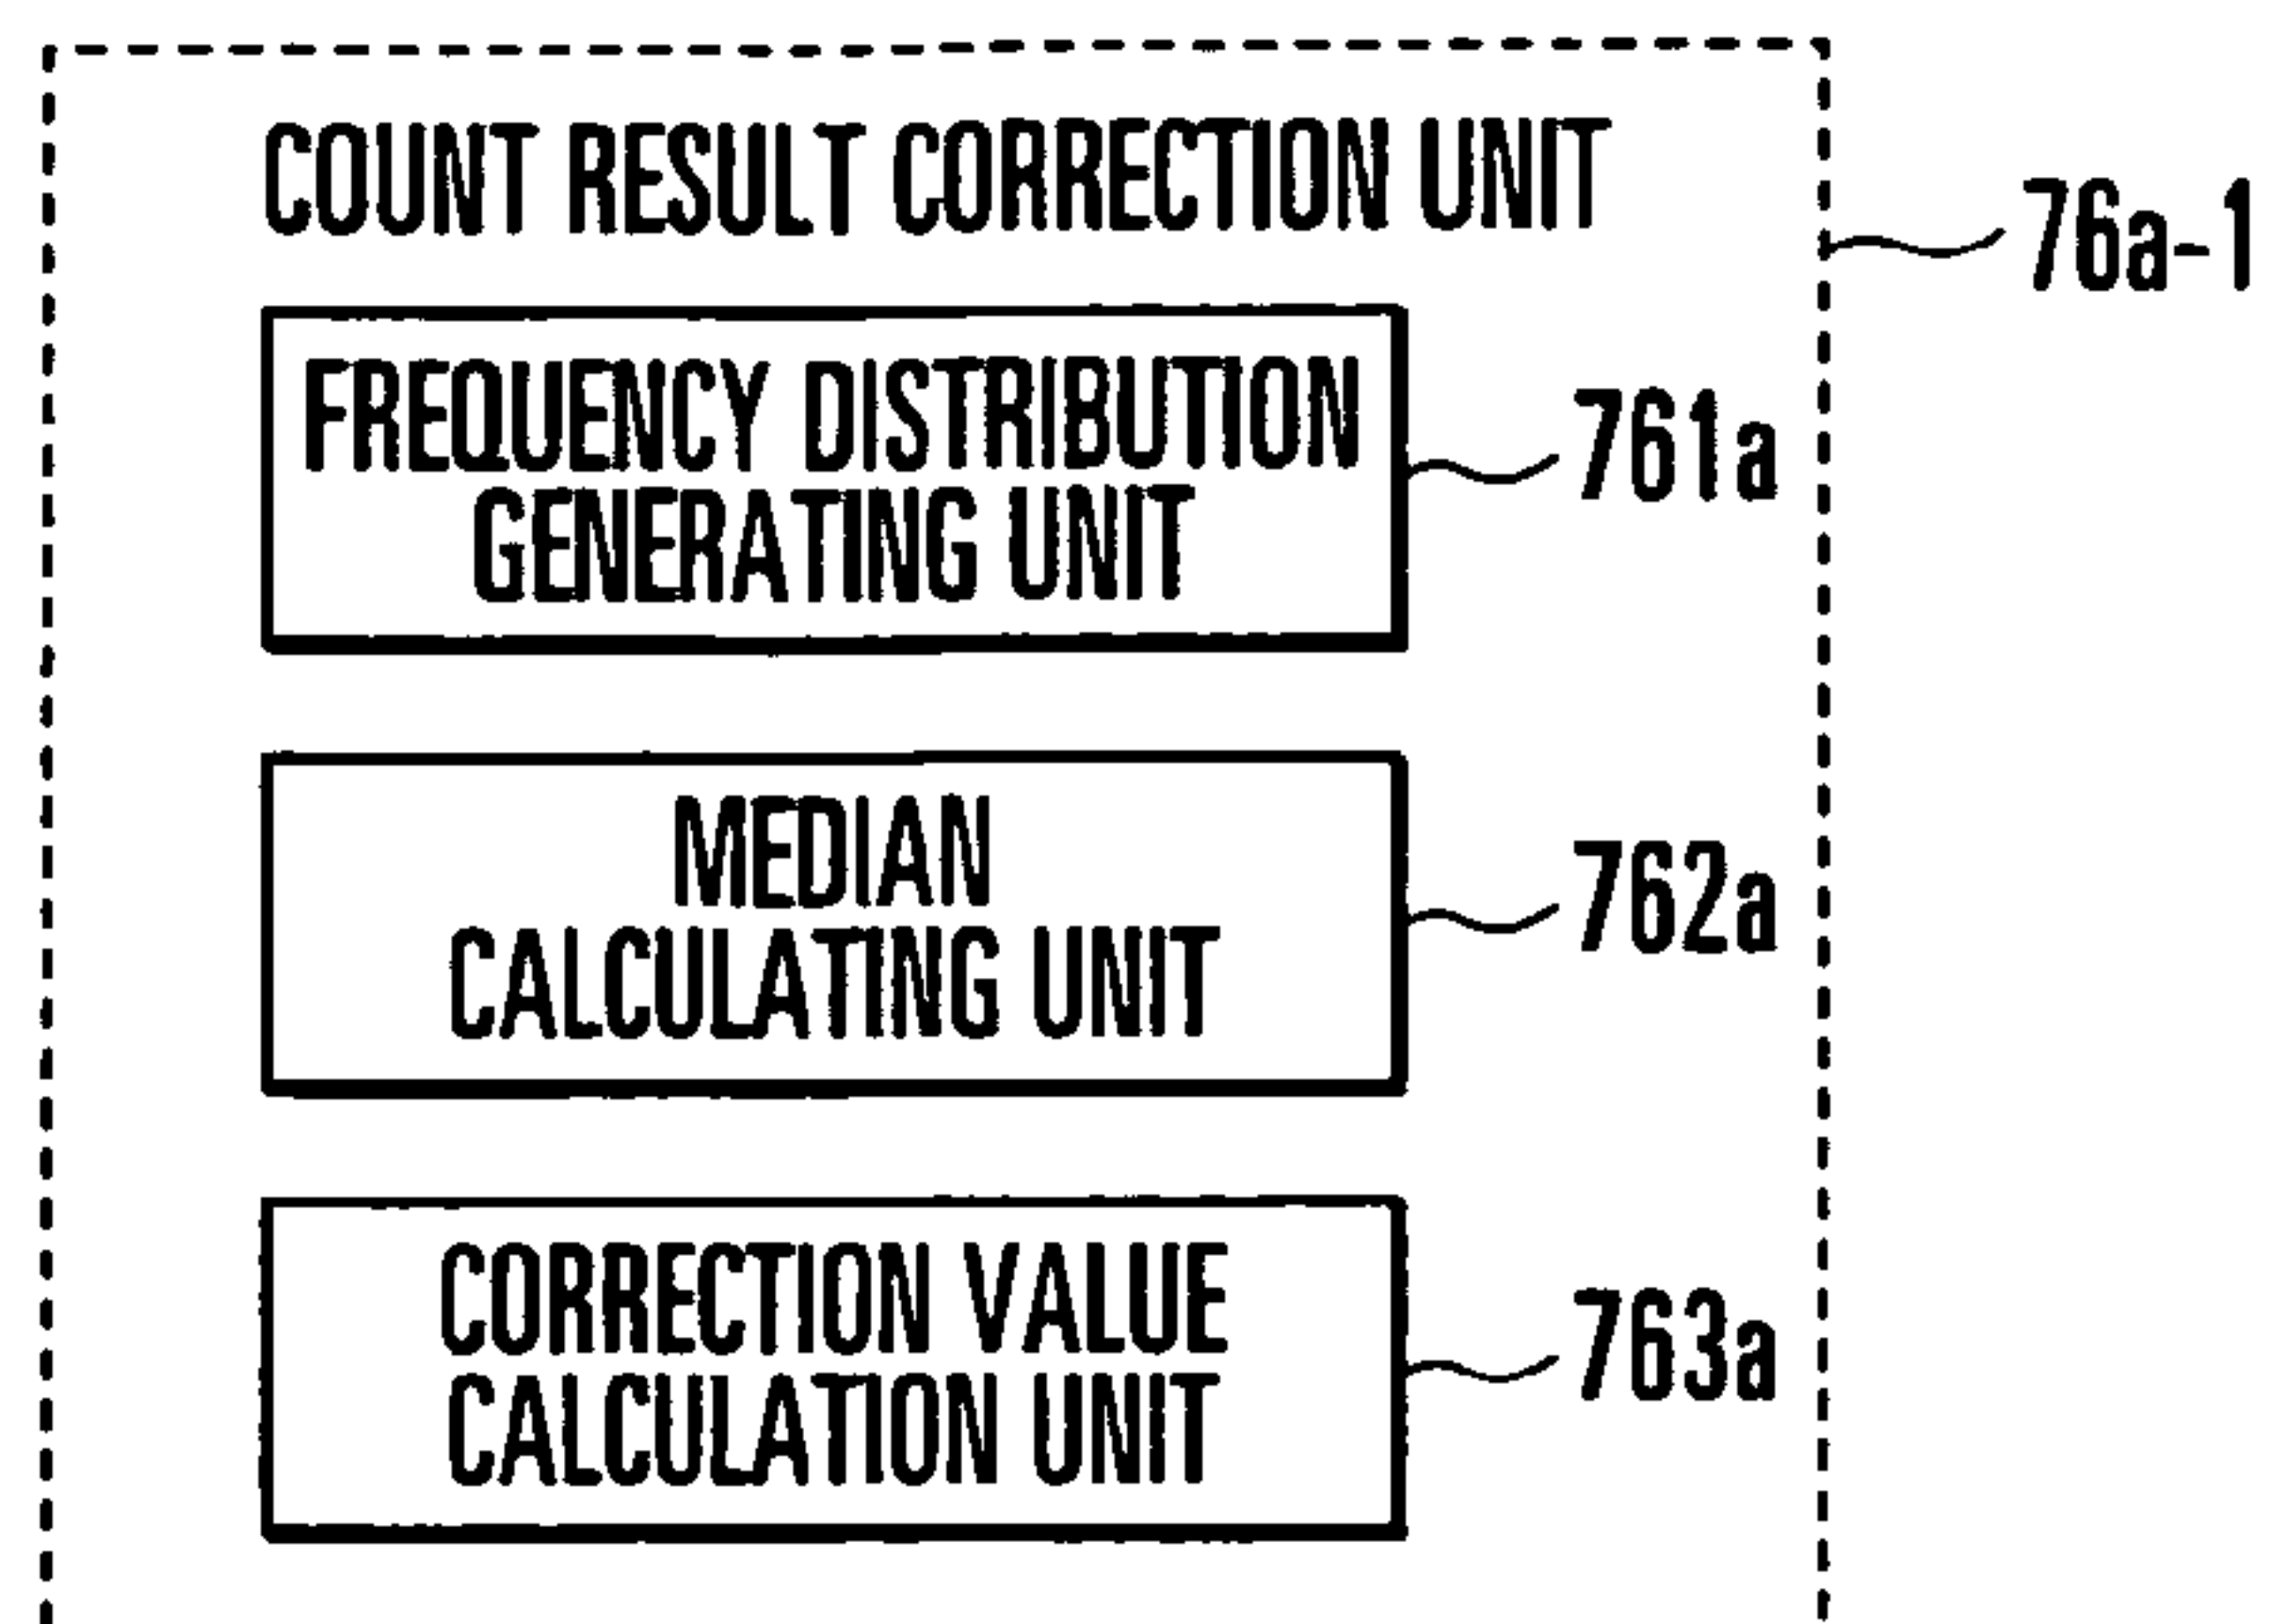 COUNT RESULT CORRECTION UNIT
76a-1
FREQUENCY DISTRIBUTION
GENERATING UNIT
761a
MEDIAN
CALCULATING UNIT
762a
CORRECTION VALUE
CALCULATION UNIT
763a